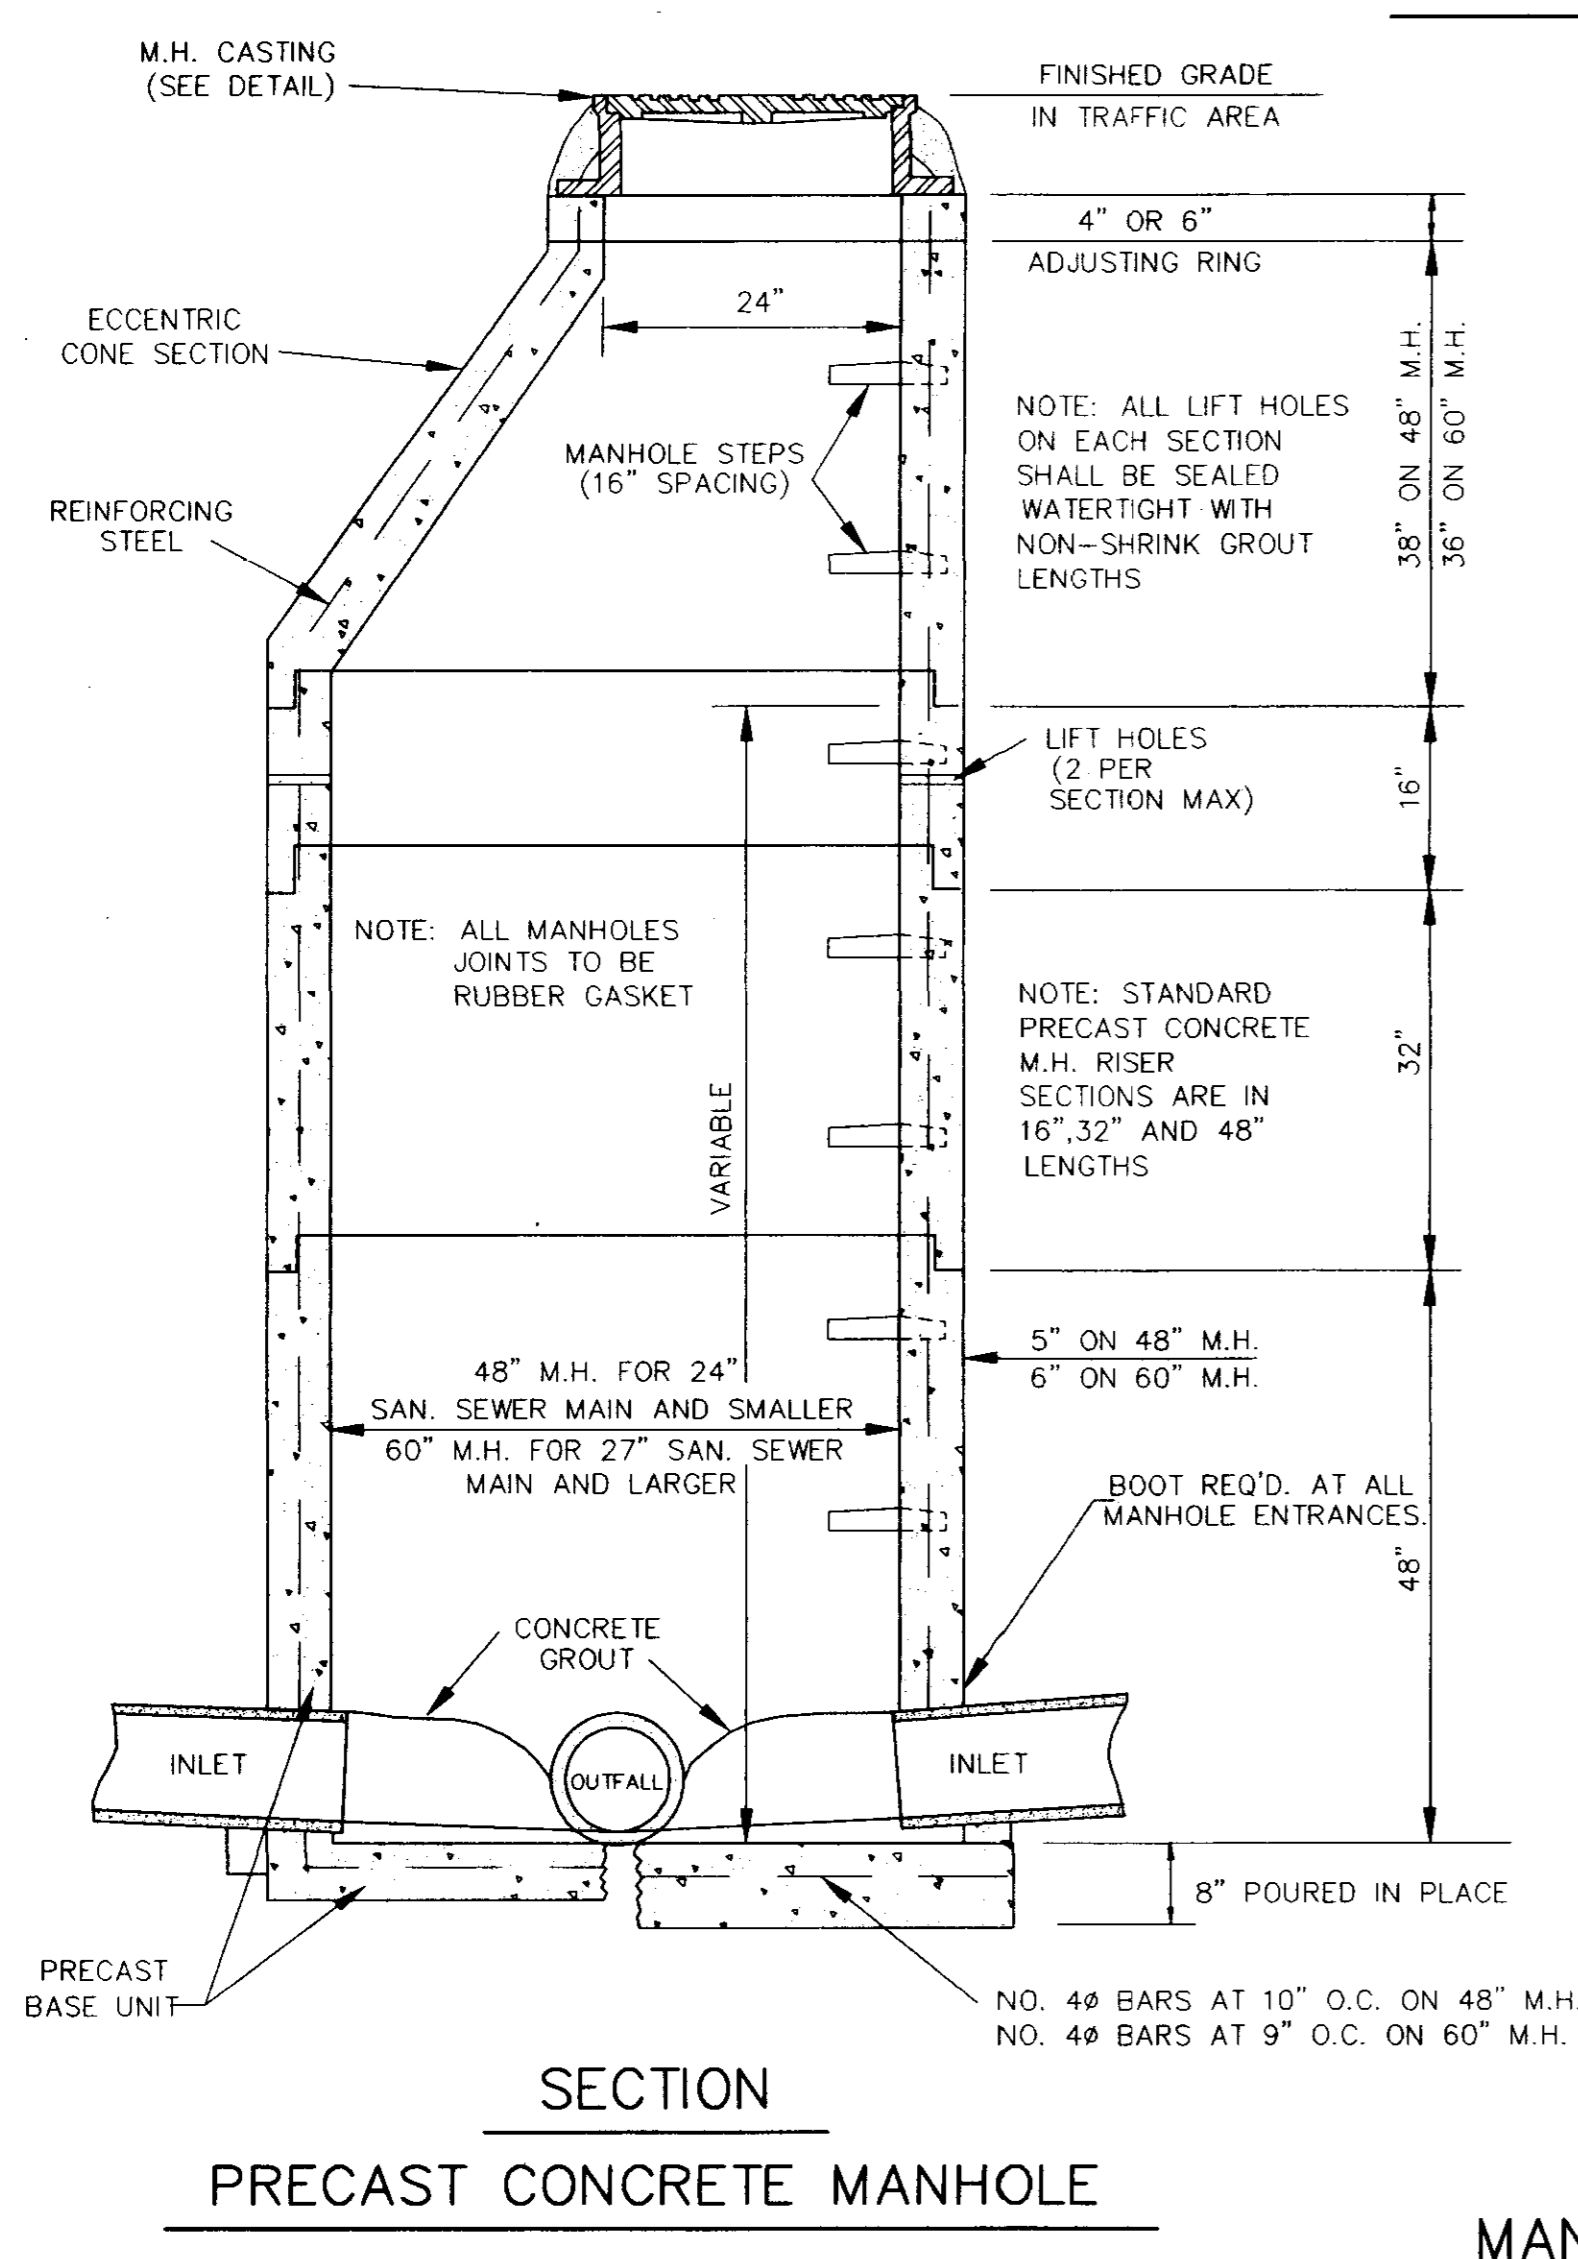 M.H. CASTING
(SEE DETAIL)
FINISHED GRADE
IN TRAFFIC AREA
4" OR 6"
ADJUSTING RING
24"
ECCENTRIC
CONE SECTION
38" ON 48" M.H.
36" ON 60" M.H.
NOTE: ALL LIFT HOLES
ON EACH SECTION
SHALL BE SEALED
WATERTIGHT WITH
NON-SHRINK GROUT
LENGTHS
MANHOLE STEPS
(16" SPACING)
REINFORCING
STEEL
LIFT HOLES
(2 PER
SECTION MAX)
16"
NOTE: ALL MANHOLES
JOINTS TO BE
RUBBER GASKET
NOTE: STANDARD
PRECAST CONCRETE
M.H. RISER
SECTIONS ARE IN
16",32" AND 48"
LENGTHS
32"
VARIABLE
5" ON 48" M.H.
6" ON 60" M.H.
48" M.H. FOR 24"
SAN. SEWER MAIN AND SMALLER
60" M.H. FOR 27" SAN. SEWER
MAIN AND LARGER
BOOT REQ'D. AT ALL
MANHOLE ENTRANCES.
48"
CONCRETE
GROUT
INLET
OUTFALL
INLET
8" POURED IN PLACE
PRECAST
BASE UNIT
NO. 4ø BARS AT 10" O.C. ON 48" M.H.
NO. 4ø BARS AT 9" O.C. ON 60" M.H.
SECTION
PRECAST CONCRETE MANHOLE
MAN